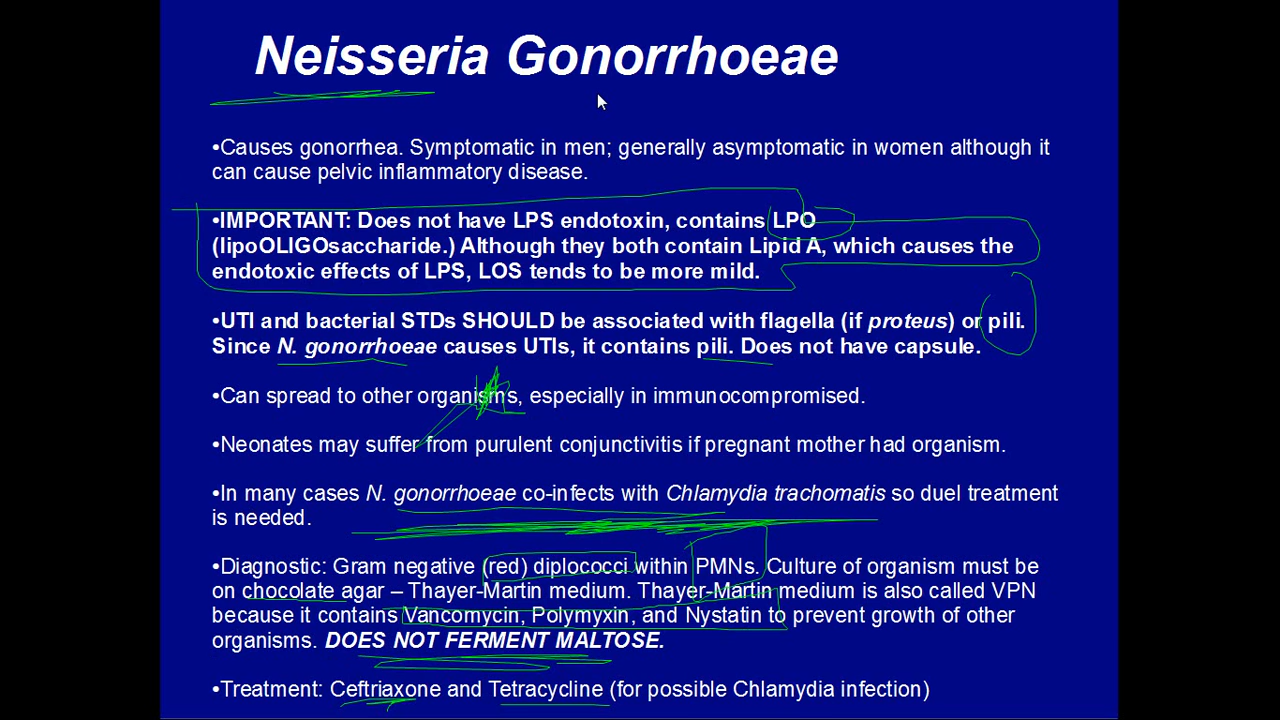 Neisseria Gonorrhoeae
•Causes gonorrhea. Symptomatic in men; generally asymptomatic in women although it
can cause pelvic inflammatory disease.
•IMPORTANT: Does not have LPS endotoxin, contains LPO
(lipoOLIGOsaccharide.) Although they both contain Lipid A, which causes the
endotoxic effects of LPS, LOS tends to be more mild.
•UTI and bacterial STDs SHOULD be associated with flagella (if proteus) or pili.
Since N. gonorrhoeae causes UTIs, it contains pili. Does not have capsule.
•Can spread to other organisms, especially in immunocompromised.
•Neonates may suffer from purulent conjunctivitis if pregnant mother had organism.
•In many cases N. gonorrhoeae co-infects with Chlamydia trachomatis so duel treatment
is needed.
•Diagnostic: Gram negative (red) diplococci within PMNs. Culture of organism must be
on chocolate agar – Thayer-Martin medium. Thayer-Martin medium is also called VPN
because it contains Vancomycin, Polymyxin, and Nystatin to prevent growth of other
organisms. DOES NOT FERMENT MALTOSE.
•Treatment: Ceftriaxone and Tetracycline (for possible Chlamydia infection)